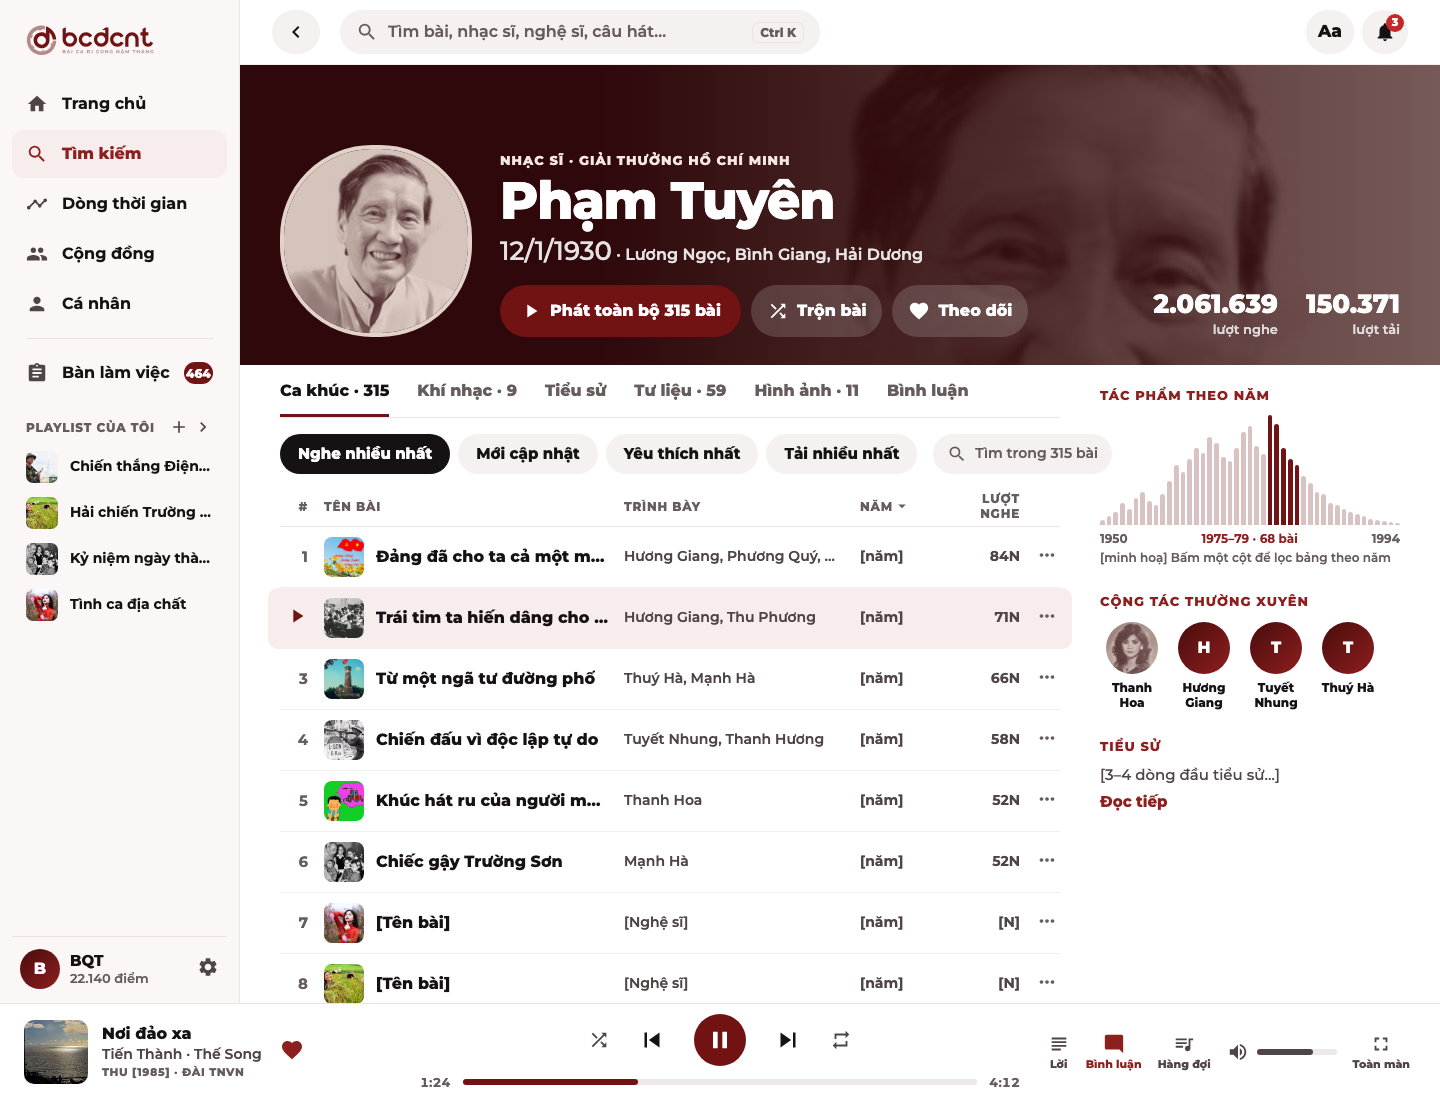 bcdcnt
BÀI CA ĐI CÙNG NĂM THÁNG
Tìm bài, nhạc sĩ, nghệ sĩ, câu hát...
Ctrl K
Aa
3
Trang chủ
Tìm kiếm
Dòng thời gian
Cộng đồng
Cá nhân
Bàn làm việc
464
PLAYLIST CỦA TÔI
Chiến thắng Điện...
Hải chiến Trường ...
Kỷ niệm ngày thà...
Tình ca địa chất
B
BQT
22.140 điểm
NHẠC SĨ · GIẢI THƯỞNG HỒ CHÍ MINH
Phạm Tuyên
12/1/1930 · Lương Ngọc, Bình Giang, Hải Dương
Phát toàn bộ 315 bài
Trộn bài
Theo dõi
2.061.639
lượt nghe
150.371
lượt tải
Ca khúc · 315
Khí nhạc · 9
Tiểu sử
Tư liệu · 59
Hình ảnh · 11
Bình luận
Nghe nhiều nhất
Mới cập nhật
Yêu thích nhất
Tải nhiều nhất
Tìm trong 315 bài
# TÊN BÀI TRÌNH BÀY NĂM LƯỢT NGHE
1 Đảng đã cho ta cả một m... Hương Giang, Phương Quý, ... [năm] 84N
Trái tim ta hiến dâng cho ... Hương Giang, Thu Phương [năm] 71N
3 Từ một ngã tư đường phố Thuý Hà, Mạnh Hà [năm] 66N
4 Chiến đấu vì độc lập tự do Tuyết Nhung, Thanh Hương [năm] 58N
5 Khúc hát ru của người m... Thanh Hoa [năm] 52N
6 Chiếc gậy Trường Sơn Mạnh Hà [năm] 52N
7 [Tên bài] [Nghệ sĩ] [năm] [N]
8 [Tên bài] [Nghệ sĩ] [năm] [N]
TÁC PHẨM THEO NĂM
1950 1975–79 · 68 bài 1994
[minh hoạ] Bấm một cột để lọc bảng theo năm
CỘNG TÁC THƯỜNG XUYÊN
H T T
Thanh Hoa
Hương Giang
Tuyết Nhung
Thuý Hà
TIỂU SỬ
[3–4 dòng đầu tiểu sử...]
Đọc tiếp
Nơi đảo xa
Tiến Thành · Thế Song
THU [1985] · ĐÀI TNVN
1:24
4:12
Lời
Bình luận
Hàng đợi
Toàn màn